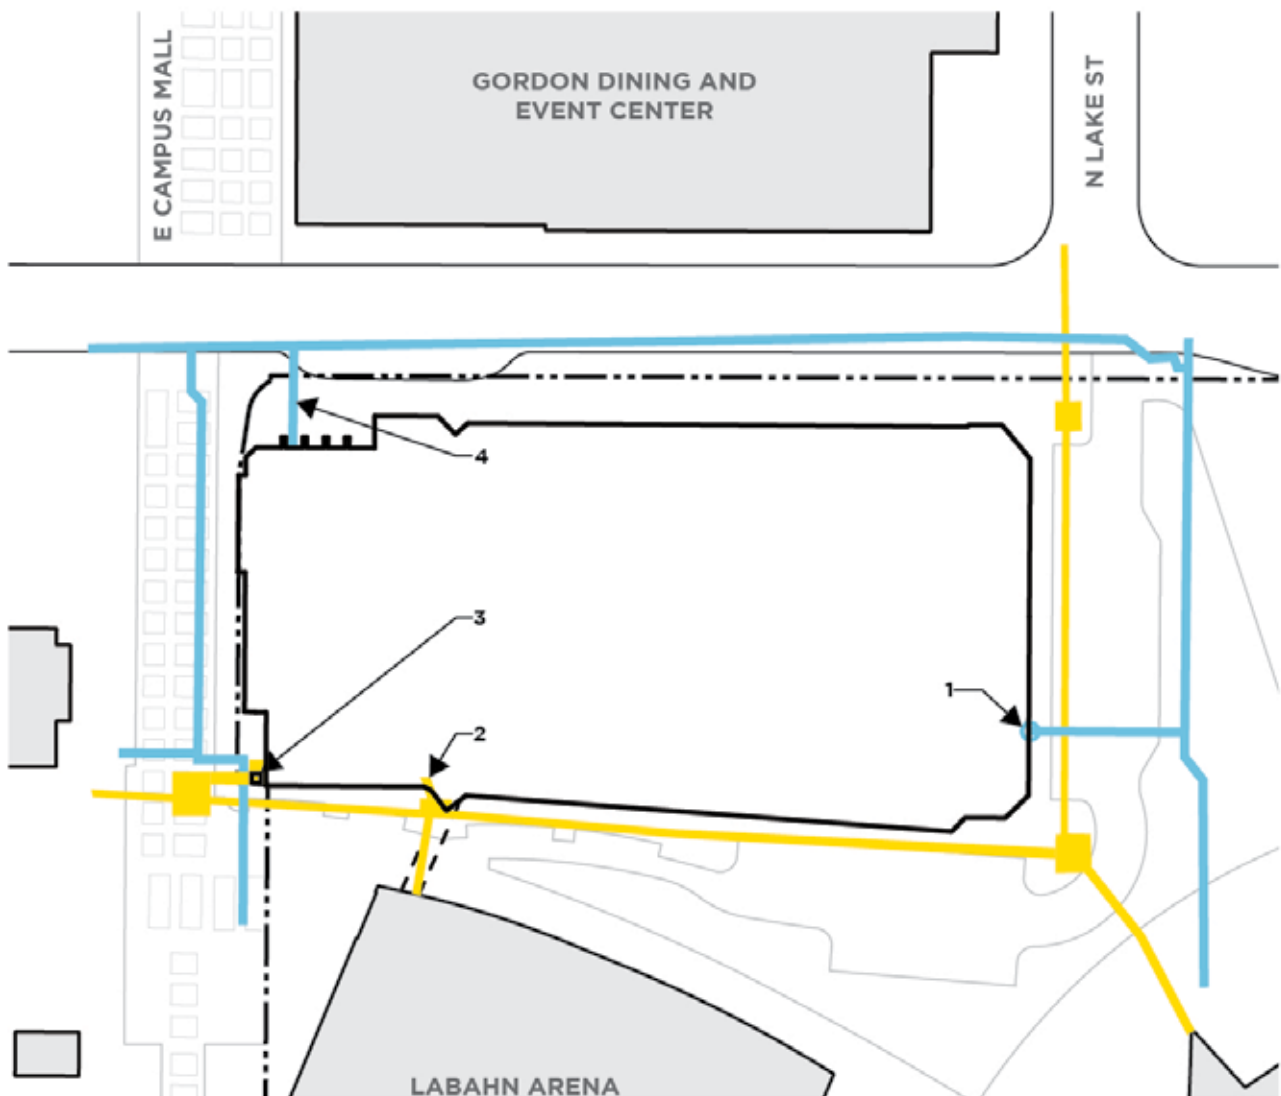 E CAMPUS MALL
GORDON DINING AND
EVENT CENTER
N LAKE ST
4
3
1
2
LABAHN ARENA